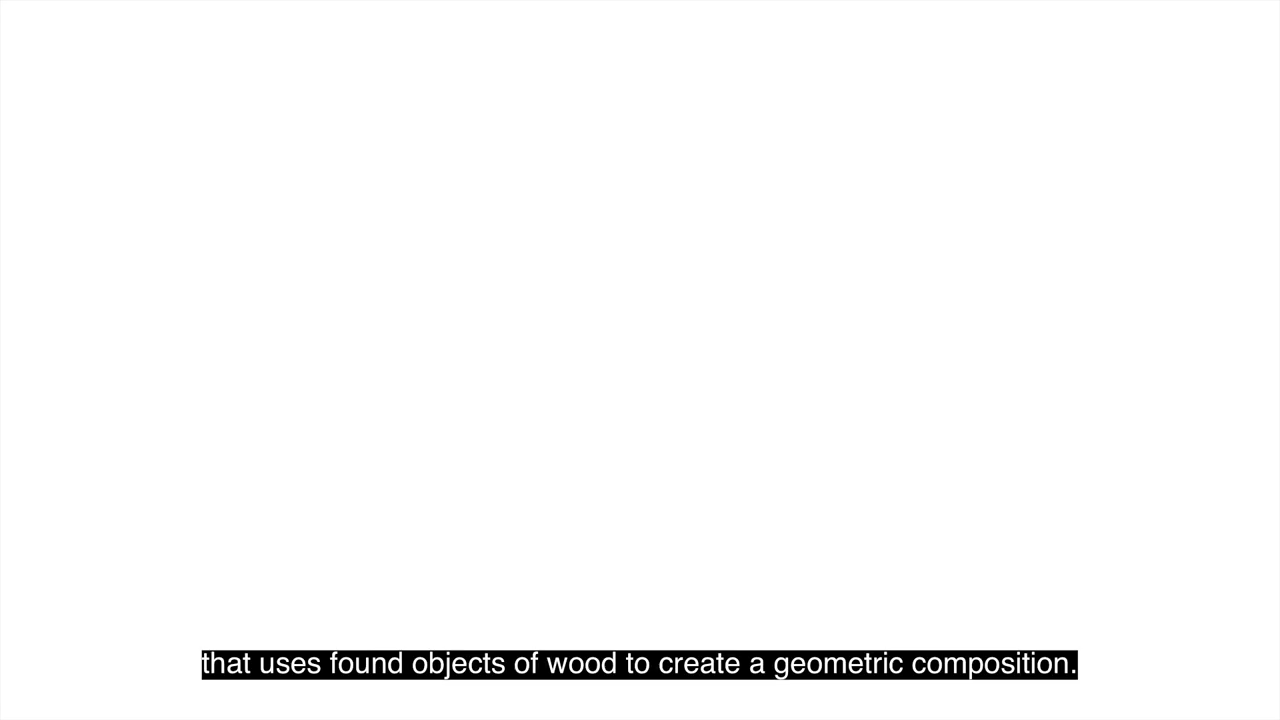 that uses found objects of wood to create a geometric composition.